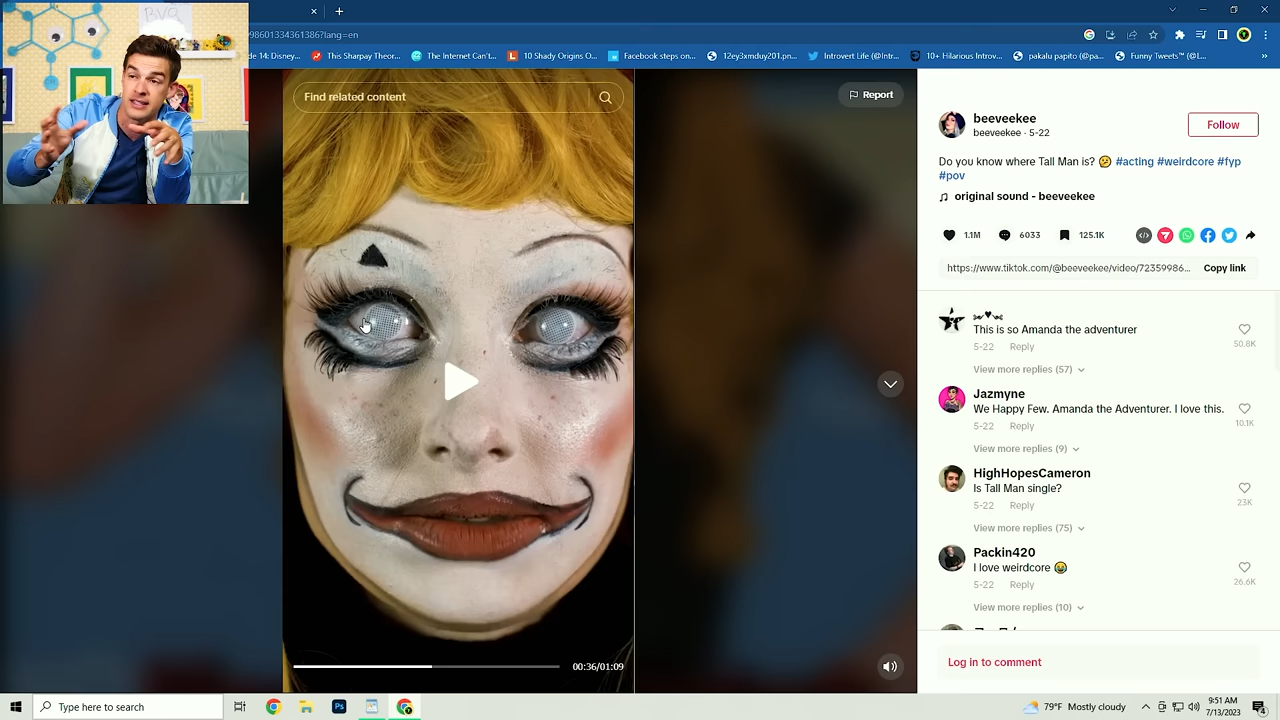 BVQ
98601334361386?lang=en
de 14: Disney...
This Sharpay Theor...
The Internet Can't...
10 Shady Origins O...
Facebook steps on...
12ey3xmduy201.pn...
Introvert Life (@Intr...
10+ Hilarious Introv...
pakalu papito (@pa...
Funny Tweets™ (@L...
Find related content
Report
beeveekee
beeveekee · 5-22
Follow
Do you know where Tall Man is? 🫤 #acting #weirdcore #fyp
#pov
original sound - beeveekee
1.1M
6033
125.1K
https://www.tiktok.com/@beeveekee/video/72359986...
Copy link
This is so Amanda the adventurer
5-22 Reply
50.8K
View more replies (57)
Jazmyne
We Happy Few. Amanda the Adventurer. I love this.
5-22 Reply
10.1K
View more replies (9)
HighHopesCameron
Is Tall Man single?
5-22 Reply
23K
View more replies (75)
Packin420
I love weirdcore 😂
5-22 Reply
26.6K
View more replies (10)
00:36/01:09
Log in to comment
Type here to search
Ps
79°F Mostly cloudy
9:51 AM
7/13/2023
4